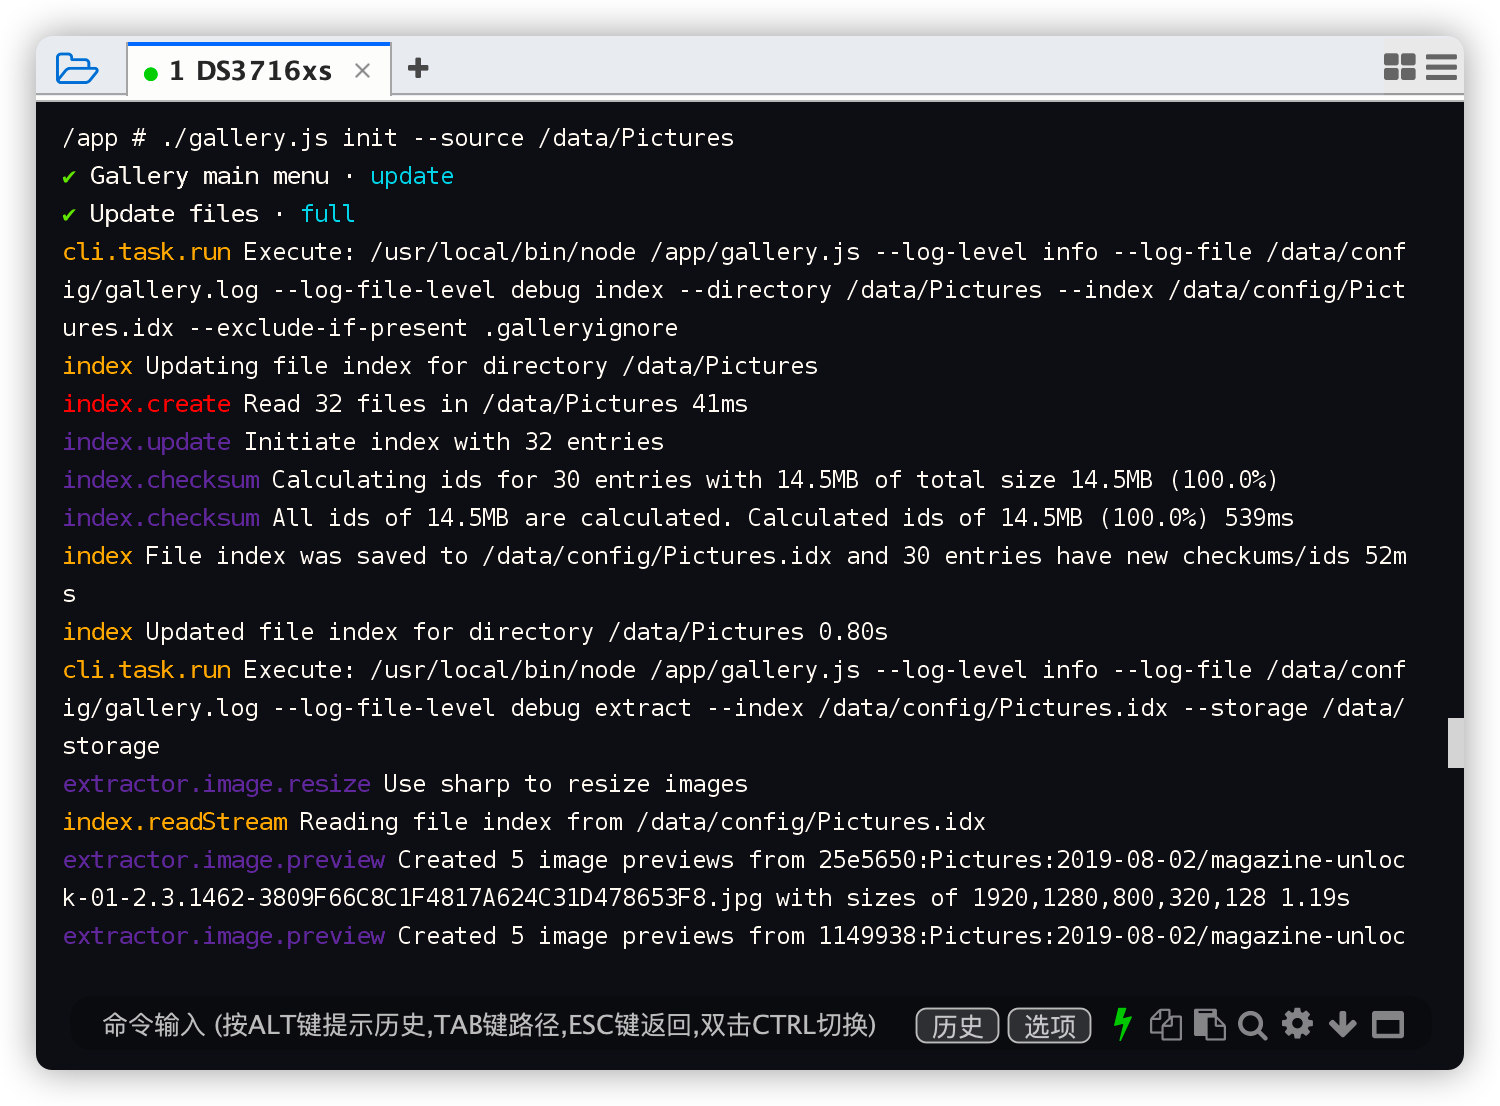 1 DS3716xs
/app # ./gallery.js init --source /data/Pictures
✔ Gallery main menu · update
✔ Update files · full
cli.task.run Execute: /usr/local/bin/node /app/gallery.js --log-level info --log-file /data/conf
ig/gallery.log --log-file-level debug index --directory /data/Pictures --index /data/config/Pict
ures.idx --exclude-if-present .galleryignore
index Updating file index for directory /data/Pictures
index.create Read 32 files in /data/Pictures 41ms
index.update Initiate index with 32 entries
index.checksum Calculating ids for 30 entries with 14.5MB of total size 14.5MB (100.0%)
index.checksum All ids of 14.5MB are calculated. Calculated ids of 14.5MB (100.0%) 539ms
index File index was saved to /data/config/Pictures.idx and 30 entries have new checkums/ids 52m
s
index Updated file index for directory /data/Pictures 0.80s
cli.task.run Execute: /usr/local/bin/node /app/gallery.js --log-level info --log-file /data/conf
ig/gallery.log --log-file-level debug extract --index /data/config/Pictures.idx --storage /data/
storage
extractor.image.resize Use sharp to resize images
index.readStream Reading file index from /data/config/Pictures.idx
extractor.image.preview Created 5 image previews from 25e5650:Pictures:2019-08-02/magazine-unloc
k-01-2.3.1462-3809F66C8C1F4817A624C31D478653F8.jpg with sizes of 1920,1280,800,320,128 1.19s
extractor.image.preview Created 5 image previews from 1149938:Pictures:2019-08-02/magazine-unloc
命令输入 (按ALT键提示历史,TAB键路径,ESC键返回,双击CTRL切换) 历史 选项